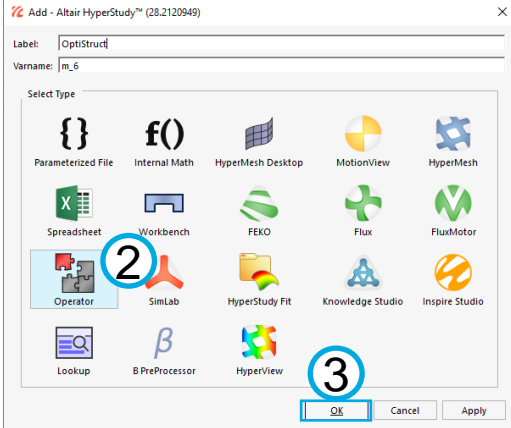 Add - Altair HyperStudy™ (28.2120949)
Label: OptiStruct
Varname: m_6
Select Type
{ } f()
Parameterized File Internal Math HyperMesh Desktop MotionView HyperMesh
X
Spreadsheet Workbench FEKO Flux FluxMotor
2
Operator SimLab HyperStudy Fit Knowledge Studio Inspire Studio
β
Lookup B PreProcessor HyperView
3
OK Cancel Apply